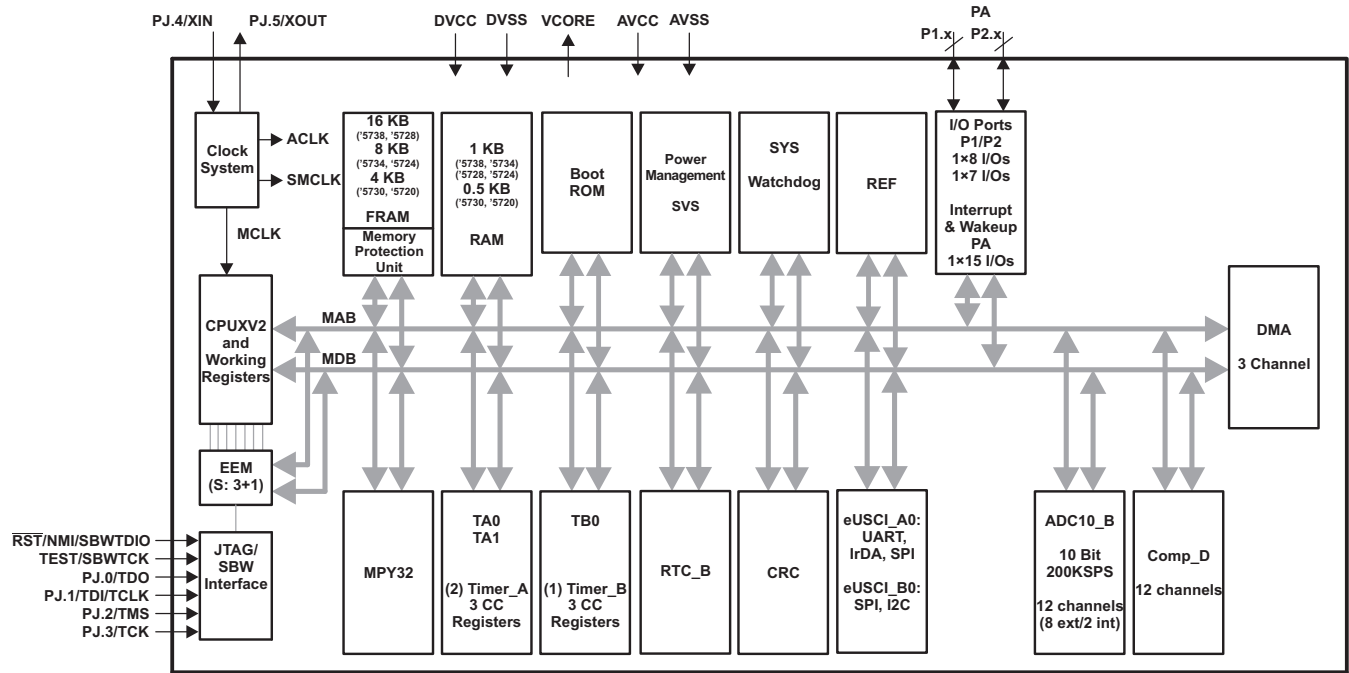 PJ.4/XIN
PJ.5/XOUT
DVCC
DVSS
VCORE
AVCC
AVSS
PA
P1.x
P2.x
Clock
System
ACLK
SMCLK
MCLK
16 KB
('5738, '5728)
8 KB
('5734, '5724)
4 KB
('5730, '5720)
FRAM
Memory
Protection
Unit
1 KB
('5738, '5734)
('5728, '5724)
0.5 KB
('5730, '5720)
RAM
Boot
ROM
Power
Management
SVS
SYS
Watchdog
REF
I/O Ports
P1/P2
1×8 I/Os
1×7 I/Os
Interrupt
& Wakeup
PA
1×15 I/Os
CPUXV2
and
Working
Registers
MAB
MDB
DMA
3 Channel
EEM
(S: 3+1)
RST/NMI/SBWTDIO
TEST/SBWTCK
PJ.0/TDO
PJ.1/TDI/TCLK
PJ.2/TMS
PJ.3/TCK
JTAG/
SBW
Interface
MPY32
TA0
TA1
(2) Timer_A
3 CC
Registers
TB0
(1) Timer_B
3 CC
Registers
RTC_B
CRC
eUSCI_A0:
UART,
IrDA, SPI
eUSCI_B0:
SPI, I2C
ADC10_B
10 Bit
200KSPS
12 channels
(8 ext/2 int)
Comp_D
12 channels